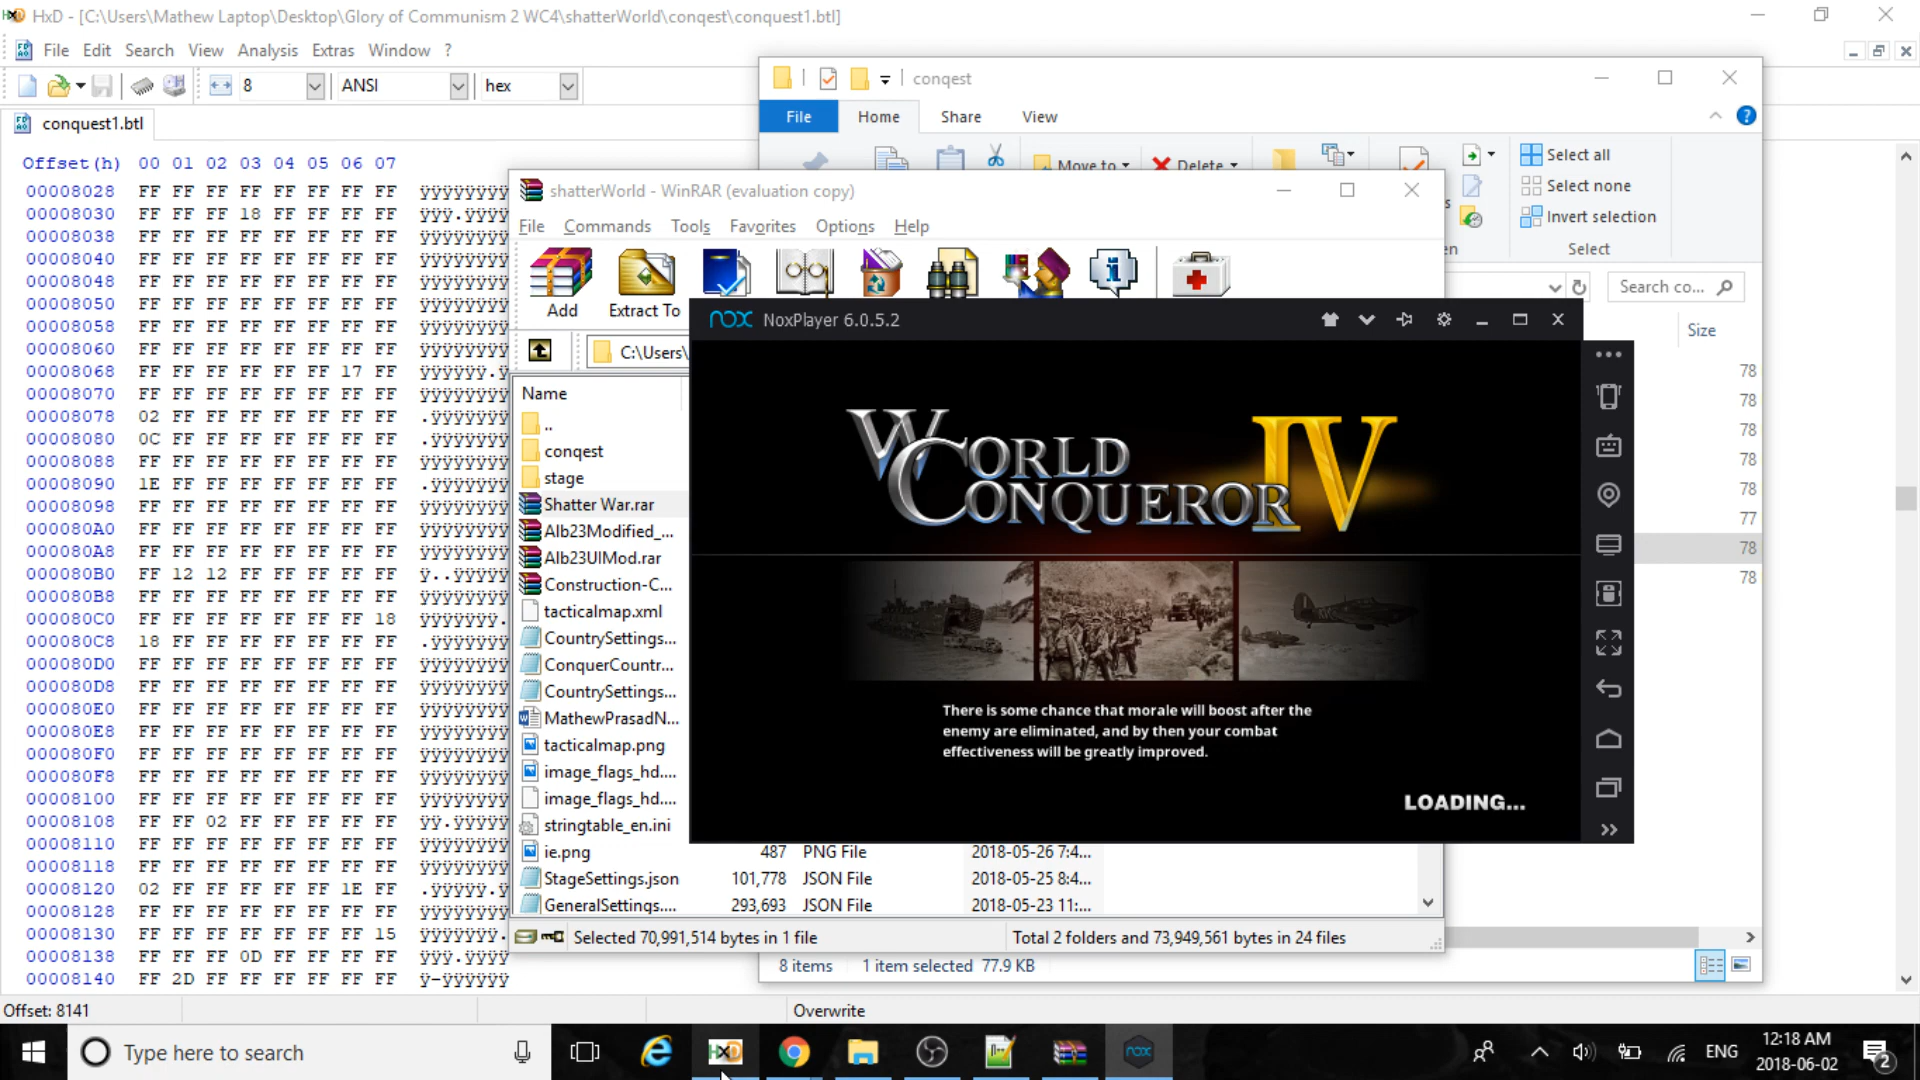 HxD - [C:\Users\Mathew Laptop\Desktop\Glory of Communism 2 WC4\shatterWorld\conqest\conquest1.btl]
File Edit Search View Analysis Extras Window ?
8 ANSI hex
conquest1.btl
Offset(h) 00 01 02 03 04 05 06 07
00008028 FF FF FF FF FF FF FF FF ÿÿÿÿÿÿÿÿ
00008030 FF FF FF 18 FF FF FF FF ÿÿÿ.ÿÿÿÿ
00008038 FF FF FF FF FF FF FF FF ÿÿÿÿÿÿÿÿ
00008040 FF FF FF FF FF FF FF FF ÿÿÿÿÿÿÿÿ
00008048 FF FF FF FF FF FF FF FF ÿÿÿÿÿÿÿÿ
00008050 FF FF FF FF FF FF FF FF ÿÿÿÿÿÿÿÿ
00008058 FF FF FF FF FF FF FF FF ÿÿÿÿÿÿÿÿ
00008060 FF FF FF FF FF FF FF FF ÿÿÿÿÿÿÿÿ
00008068 FF FF FF FF FF FF 17 FF ÿÿÿÿÿÿ.ÿ
00008070 FF FF FF FF FF FF FF FF ÿÿÿÿÿÿÿÿ
00008078 02 FF FF FF FF FF FF FF .ÿÿÿÿÿÿÿ
00008080 0C FF FF FF FF FF FF FF .ÿÿÿÿÿÿÿ
00008088 FF FF FF FF FF FF FF FF ÿÿÿÿÿÿÿÿ
00008090 1E FF FF FF FF FF FF FF .ÿÿÿÿÿÿÿ
00008098 FF FF FF FF FF FF FF FF ÿÿÿÿÿÿÿÿ
000080A0 FF FF FF FF FF FF FF FF ÿÿÿÿÿÿÿÿ
000080A8 FF FF FF FF FF FF FF FF ÿÿÿÿÿÿÿÿ
000080B0 FF 12 12 FF FF FF FF FF ÿ..ÿÿÿÿÿ
000080B8 FF FF FF FF FF FF FF FF ÿÿÿÿÿÿÿÿ
000080C0 FF FF FF FF FF FF FF 18 ÿÿÿÿÿÿÿ.
000080C8 18 FF FF FF FF FF FF FF .ÿÿÿÿÿÿÿ
000080D0 FF FF FF FF FF FF FF FF ÿÿÿÿÿÿÿÿ
000080D8 FF FF FF FF FF FF FF FF ÿÿÿÿÿÿÿÿ
000080E0 FF FF FF FF FF FF FF FF ÿÿÿÿÿÿÿÿ
000080E8 FF FF FF FF FF FF FF FF ÿÿÿÿÿÿÿÿ
000080F0 FF FF FF FF FF FF FF FF ÿÿÿÿÿÿÿÿ
000080F8 FF FF FF FF FF FF FF FF ÿÿÿÿÿÿÿÿ
00008100 FF FF FF FF FF FF FF FF ÿÿÿÿÿÿÿÿ
00008108 FF FF 02 FF FF FF FF FF ÿÿ.ÿÿÿÿÿ
00008110 FF FF FF FF FF FF FF FF ÿÿÿÿÿÿÿÿ
00008118 FF FF FF FF FF FF FF FF ÿÿÿÿÿÿÿÿ
00008120 02 FF FF FF FF FF 1E FF .ÿÿÿÿÿ.ÿ
00008128 FF FF FF FF FF FF FF FF ÿÿÿÿÿÿÿÿ
00008130 FF FF FF FF FF FF FF 15 ÿÿÿÿÿÿÿ.
00008138 FF FF FF 0D FF FF FF FF ÿÿÿ.ÿÿÿÿ
00008140 FF 2D FF FF FF FF FF FF ÿ-ÿÿÿÿÿÿ
Offset: 8141
Overwrite
conqest
File Home Share View
Move to Delete
Select all
Select none
Invert selection
Select
Search co...
Size
78
78
78
78
78
77
78
78
8 items 1 item selected 77.9 KB
shatterWorld - WinRAR (evaluation copy)
File Commands Tools Favorites Options Help
Add Extract To
C:\Users\
Name
..
conqest
stage
Shatter War.rar
Alb23Modified_...
Alb23UIMod.rar
Construction-C...
tacticalmap.xml
CountrySettings...
ConquerCountr...
CountrySettings...
MathewPrasadN...
tacticalmap.png
image_flags_hd....
image_flags_hd....
stringtable_en.ini
ie.png 487 PNG File 2018-05-26 7:4...
StageSettings.json 101,778 JSON File 2018-05-25 8:4...
GeneralSettings.... 293,693 JSON File 2018-05-23 11:...
Selected 70,991,514 bytes in 1 file
Total 2 folders and 73,949,561 bytes in 24 files
nox NoxPlayer 6.0.5.2
WORLD
CONQUEROR IV
There is some chance that morale will boost after the
enemy are eliminated, and by then your combat
effectiveness will be greatly improved.
LOADING...
Type here to search
HxD
nox
ENG
12:18 AM
2018-06-02
2